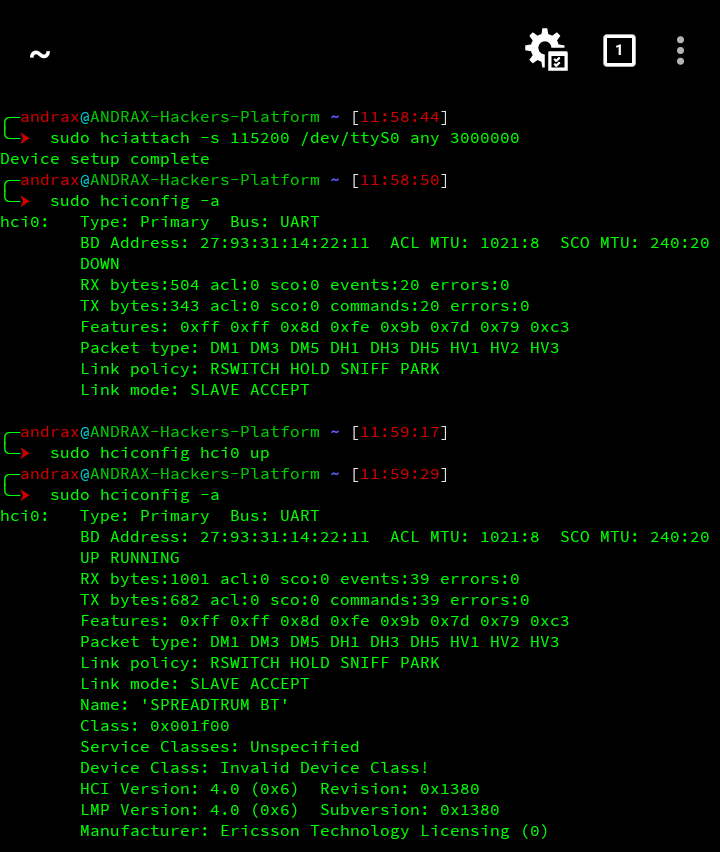 ~ 1
andrax@ANDRAX-Hackers-Platform ~ [11:58:44]
sudo hciattach -s 115200 /dev/ttyS0 any 3000000
Device setup complete
andrax@ANDRAX-Hackers-Platform ~ [11:58:50]
sudo hciconfig -a
hci0: Type: Primary Bus: UART
BD Address: 27:93:31:14:22:11 ACL MTU: 1021:8 SCO MTU: 240:20
DOWN
RX bytes:504 acl:0 sco:0 events:20 errors:0
TX bytes:343 acl:0 sco:0 commands:20 errors:0
Features: 0xff 0xff 0x8d 0xfe 0x9b 0x7d 0x79 0xc3
Packet type: DM1 DM3 DM5 DH1 DH3 DH5 HV1 HV2 HV3
Link policy: RSWITCH HOLD SNIFF PARK
Link mode: SLAVE ACCEPT
andrax@ANDRAX-Hackers-Platform ~ [11:59:17]
sudo hciconfig hci0 up
andrax@ANDRAX-Hackers-Platform ~ [11:59:29]
sudo hciconfig -a
hci0: Type: Primary Bus: UART
BD Address: 27:93:31:14:22:11 ACL MTU: 1021:8 SCO MTU: 240:20
UP RUNNING
RX bytes:1001 acl:0 sco:0 events:39 errors:0
TX bytes:682 acl:0 sco:0 commands:39 errors:0
Features: 0xff 0xff 0x8d 0xfe 0x9b 0x7d 0x79 0xc3
Packet type: DM1 DM3 DM5 DH1 DH3 DH5 HV1 HV2 HV3
Link policy: RSWITCH HOLD SNIFF PARK
Link mode: SLAVE ACCEPT
Name: 'SPREADTRUM BT'
Class: 0x001f00
Service Classes: Unspecified
Device Class: Invalid Device Class!
HCI Version: 4.0 (0x6) Revision: 0x1380
LMP Version: 4.0 (0x6) Subversion: 0x1380
Manufacturer: Ericsson Technology Licensing (0)